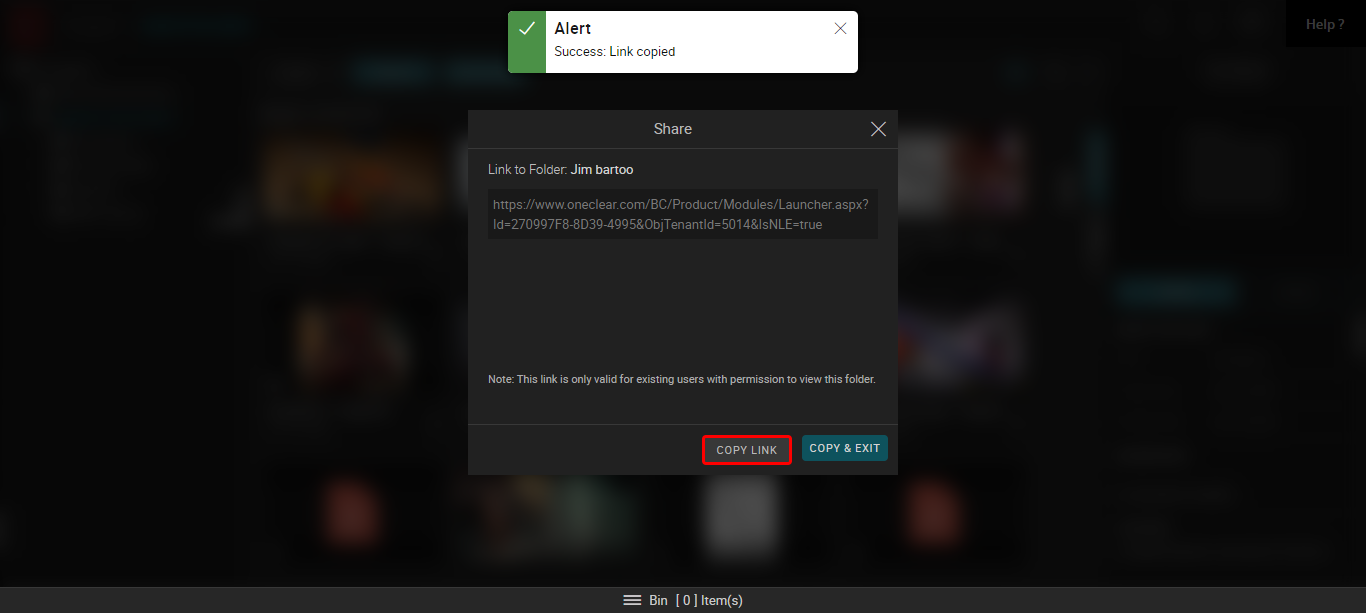 Help ?
Alert
Success: Link copied
Share
Link to Folder: Jim bartoo
https://www.oneclear.com/BC/Product/Modules/Launcher.aspx?
Id=270997F8-8D39-4995&ObjTenantId=5014&IsNLE=true
Note: This link is only valid for existing users with permission to view this folder.
COPY LINK
COPY & EXIT
Bin [ 0 ] Item(s)